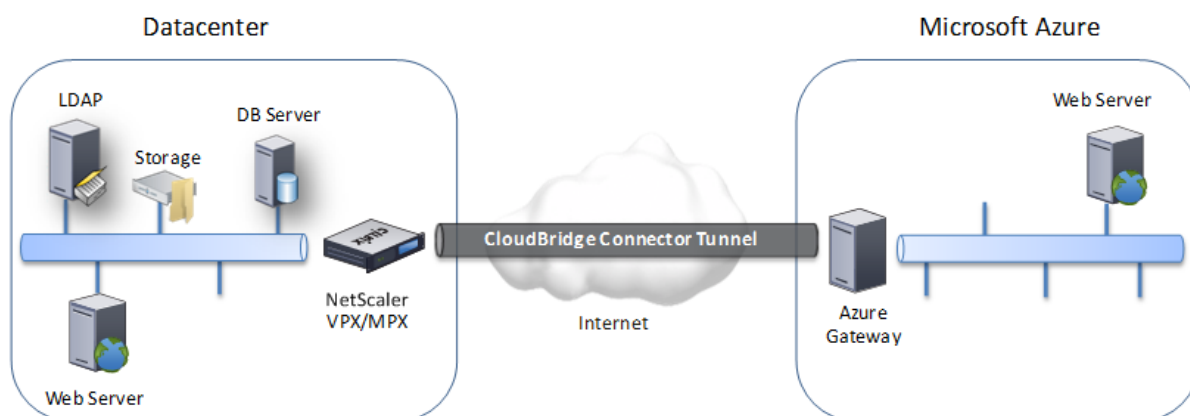 Datacenter
Microsoft Azure
LDAP
DB Server
Storage
Web Server
citrix
CloudBridge Connector Tunnel
NetScaler
VPX/MPX
Internet
Azure
Gateway
Web Server